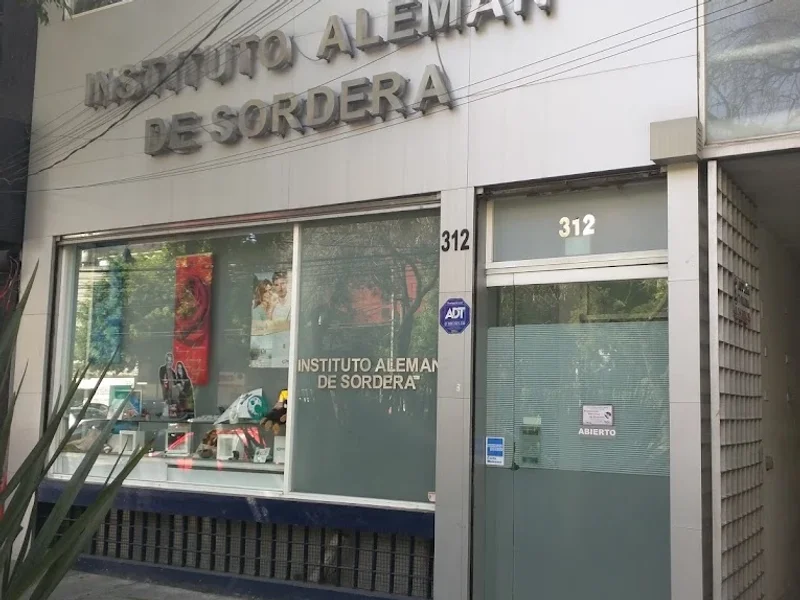 INSTITUTO ALEMAN
DE SORDERA
312
312
ADT
INSTITUTO ALEMAN
DE SORDERA
ABIERTO